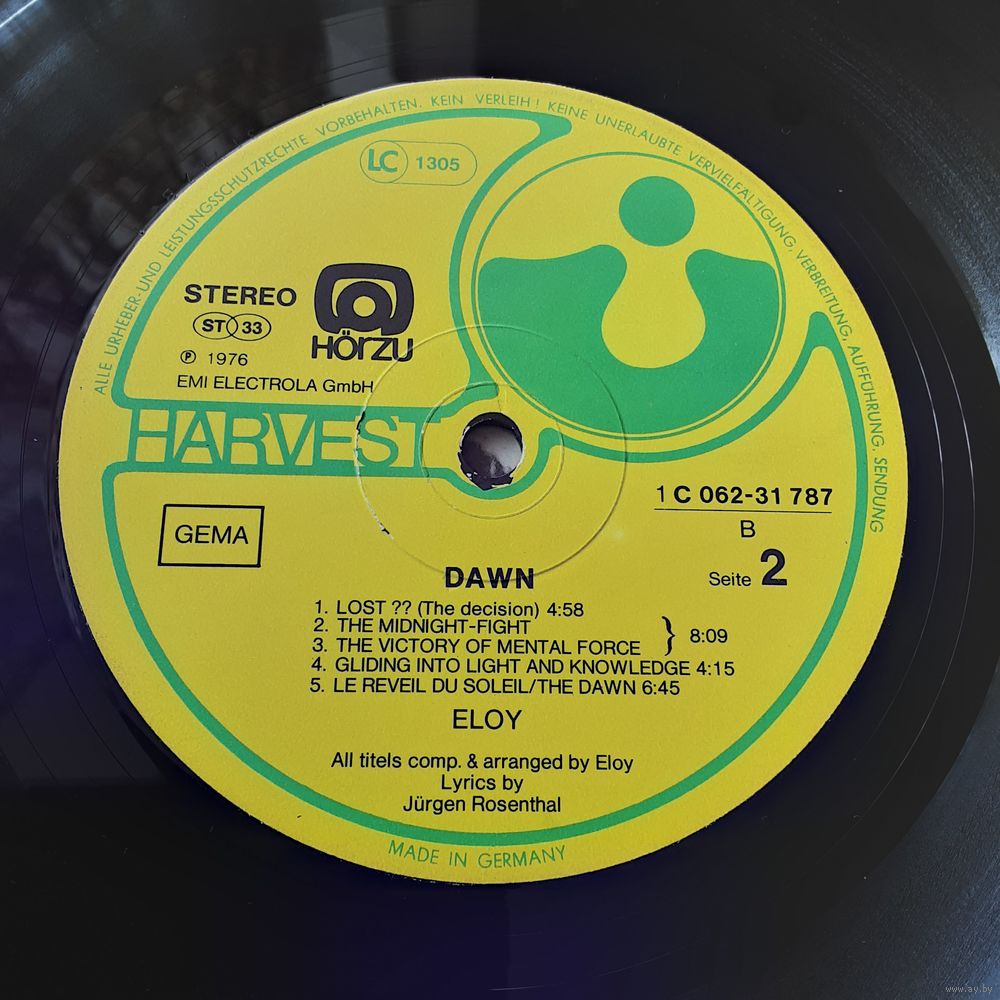 ALLE URHEBER- UND LEISTUNGSSCHUTZRECHTE VORBEHALTEN. KEIN VERLEIH! KEINE UNERLAUBTE VERVIELFÄLTIGUNG, VERBREITUNG, AUFFÜHRUNG, SENDUNG
LC 1305
STEREO
ST 33
HÖRZU
℗ 1976
EMI ELECTROLA GmbH
HARVEST
GEMA
1 C 062-31 787
B
Seite 2
DAWN
1. LOST ?? (The decision) 4:58
2. THE MIDNIGHT-FIGHT
3. THE VICTORY OF MENTAL FORCE } 8:09
4. GLIDING INTO LIGHT AND KNOWLEDGE 4:15
5. LE REVEIL DU SOLEIL/THE DAWN 6:45
ELOY
All titels comp. & arranged by Eloy
Lyrics by
Jürgen Rosenthal
MADE IN GERMANY
www.ay.by